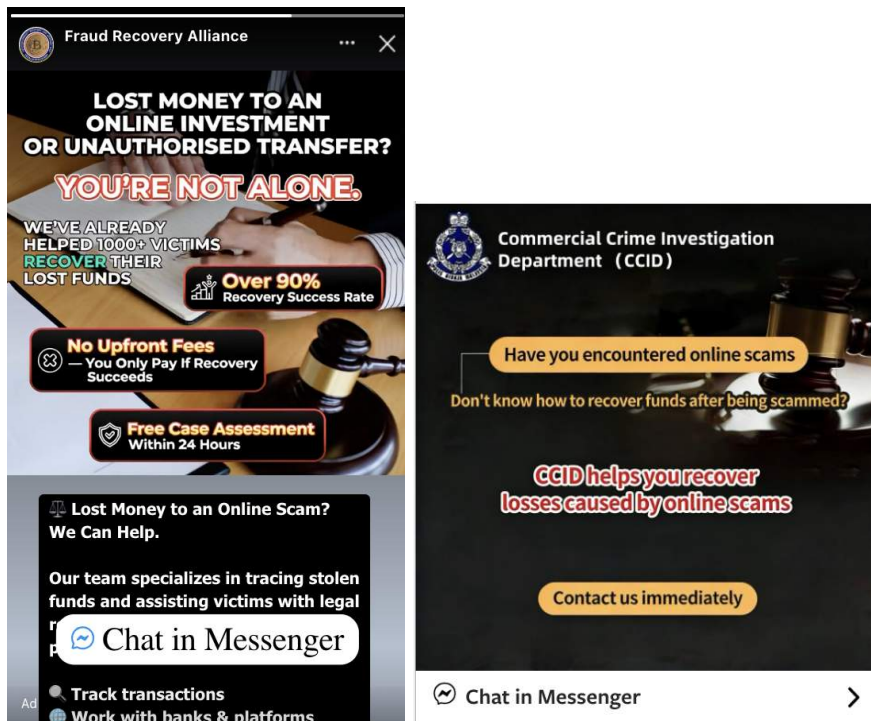 Fraud Recovery Alliance
LOST MONEY TO AN
ONLINE INVESTMENT
OR UNAUTHORISED TRANSFER?
YOU'RE NOT ALONE.
WE'VE ALREADY
HELPED 1000+ VICTIMS
RECOVER THEIR
LOST FUNDS
Over 90%
Recovery Success Rate
No Upfront Fees
— You Only Pay If Recovery
Succeeds
Free Case Assessment
Within 24 Hours
Lost Money to an Online Scam?
We Can Help.
Our team specializes in tracing stolen
funds and assisting victims with legal
Chat in Messenger
Track transactions
Ad
Work with banks & platforms
Commercial Crime Investigation
Department (CCID)
Have you encountered online scams
Don't know how to recover funds after being scammed?
CCID helps you recover
losses caused by online scams
Contact us immediately
Chat in Messenger